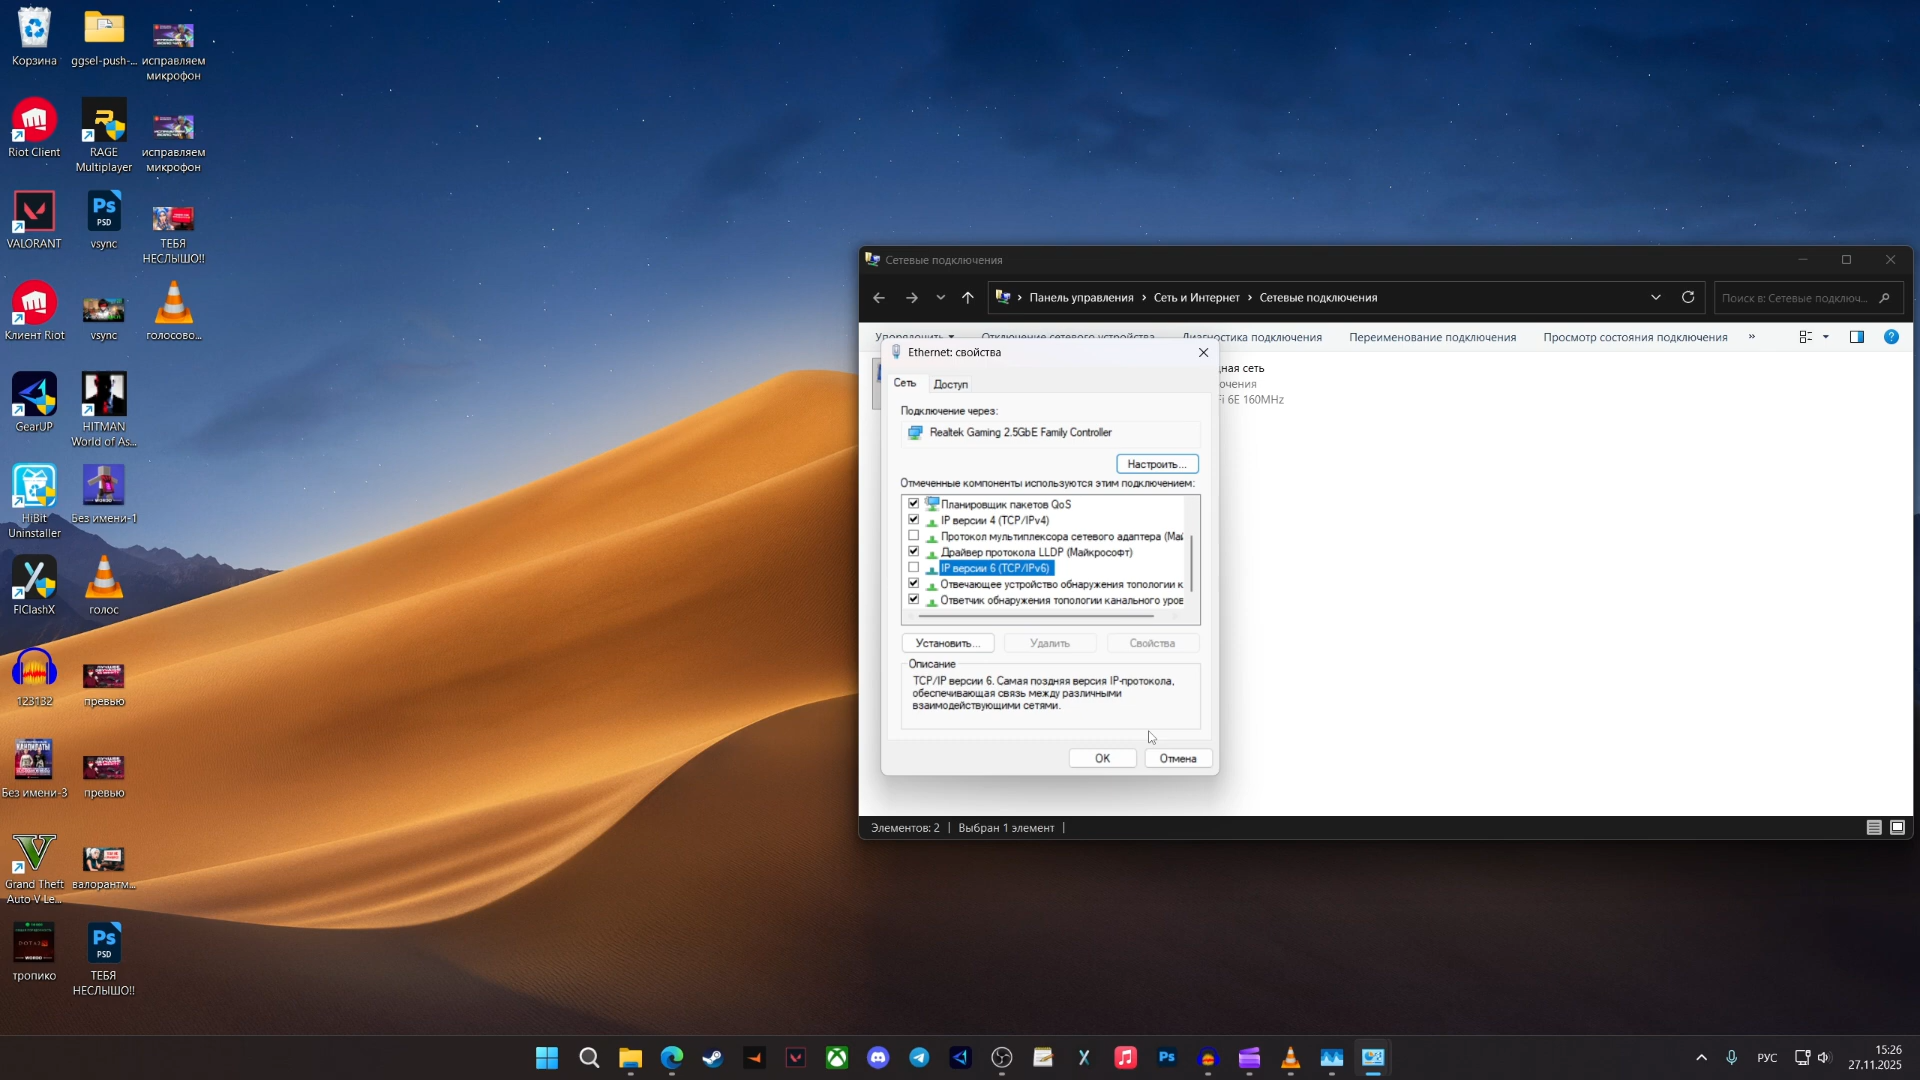 Корзина
ggsel-push-...
исправляем
микрофон
Riot Client
RAGE
Multiplayer
исправляем
микрофон
VALORANT
Ps
PSD
vsync
ТЕБЯ
НЕСЛЫШО!!
Клиент Riot
vsync
голосово...
GearUP
HITMAN
World of As...
HiBit
Uninstaller
Без имени-1
FlClashX
голос
123132
превью
Без имени-3
превью
Grand Theft
Auto V Le...
валорантм...
тропико
Ps
PSD
ТЕБЯ
НЕСЛЫШО!!
Сетевые подключения
Панель управления › Сеть и Интернет › Сетевые подключения
Поиск в: Сетевые подключ...
Упорядочить
Отключение сетевого устройства
Диагностика подключения
Переименование подключения
Просмотр состояния подключения
»
ная сеть
очения
Fi 6E 160MHz
Ethernet: свойства
Сеть
Доступ
Подключение через:
Realtek Gaming 2.5GbE Family Controller
Настроить...
Отмеченные компоненты используются этим подключением:
Планировщик пакетов QoS
IP версии 4 (TCP/IPv4)
Протокол мультиплексора сетевого адаптера (Май
Драйвер протокола LLDP (Майкрософт)
IP версии 6 (TCP/IPv6)
Отвечающее устройство обнаружения топологии к
Ответчик обнаружения топологии канального уров
Установить...
Удалить
Свойства
Описание
TCP/IP версии 6. Самая поздняя версия IP-протокола,
обеспечивающая связь между различными
взаимодействующими сетями.
OK
Отмена
Элементов: 2
Выбран 1 элемент
Ps
РУС
15:26
27.11.2025